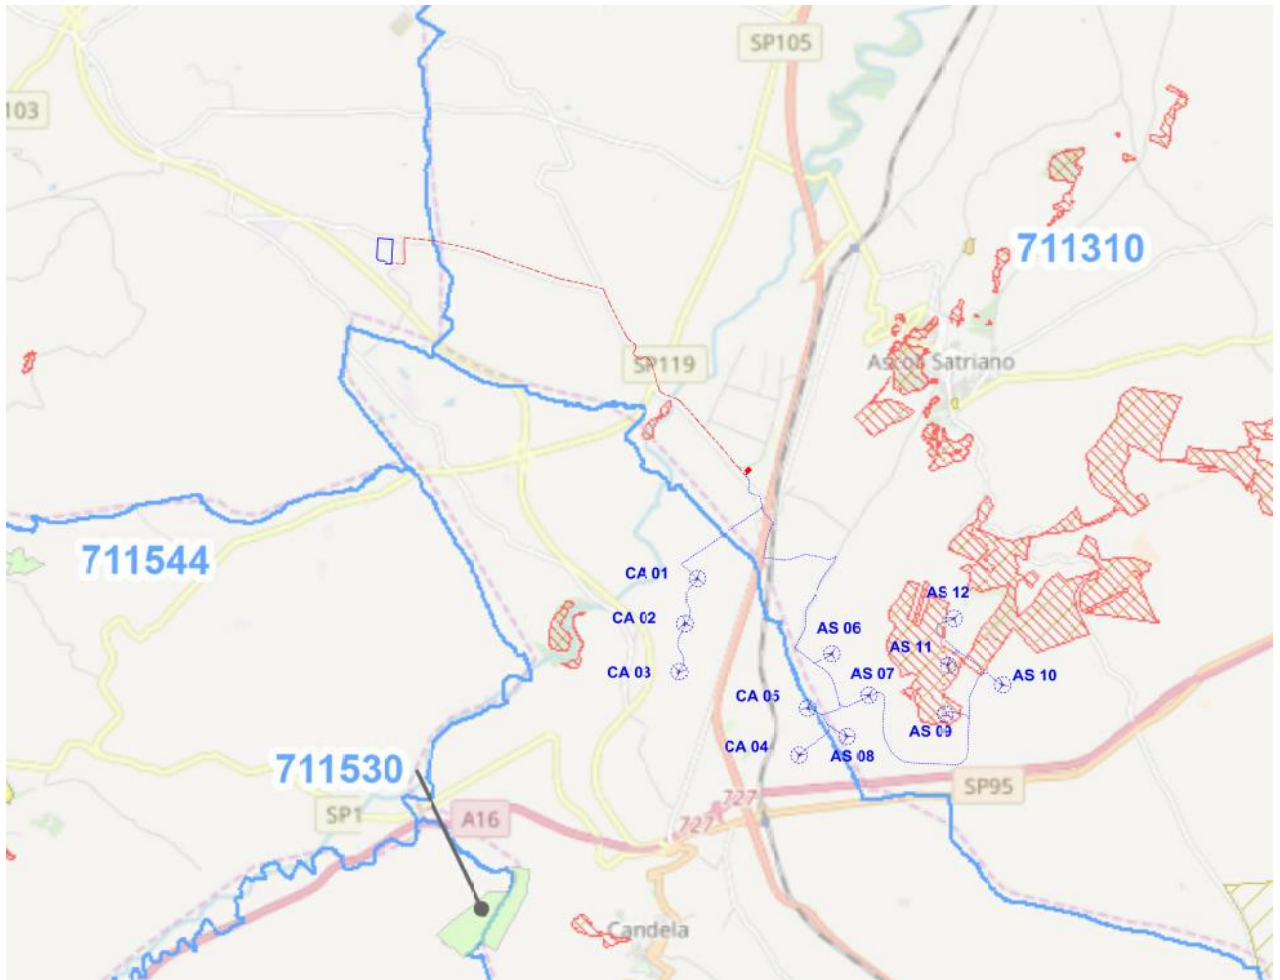 SP105
103
711310
SP119
Ascoli Satriano
711544
CA 01
AS 12
CA 02
AS 06
AS 11
CA 03
AS 07
AS 10
CA 05
AS 09
CA 04
AS 08
711530
SP95
727
SP1
A16
727
Candela